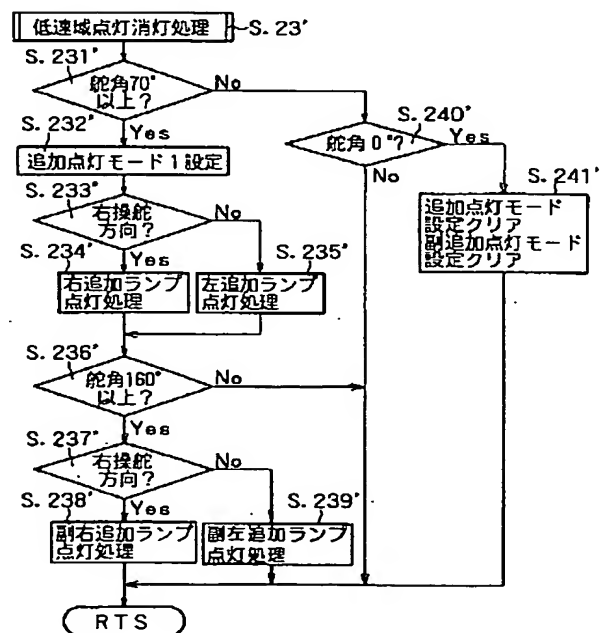 低速域点灯消灯処理
S. 23'
S. 231'
舵角70°
以上?
No
S. 240'
S. 232'
Yes
舵角0°?
Yes
追加点灯モード1設定
No
S. 241'
S. 233'
右操舵
方向?
No
追加点灯モード
設定クリア
副追加点灯モード
設定クリア
S. 234'
Yes
S. 235'
右追加ランプ
点灯処理
左追加ランプ
点灯処理
S. 236'
舵角160°
以上?
No
Yes
S. 237'
右操舵
方向?
No
S. 238'
Yes
S. 239'
副右追加ランプ
点灯処理
副左追加ランプ
点灯処理
RTS